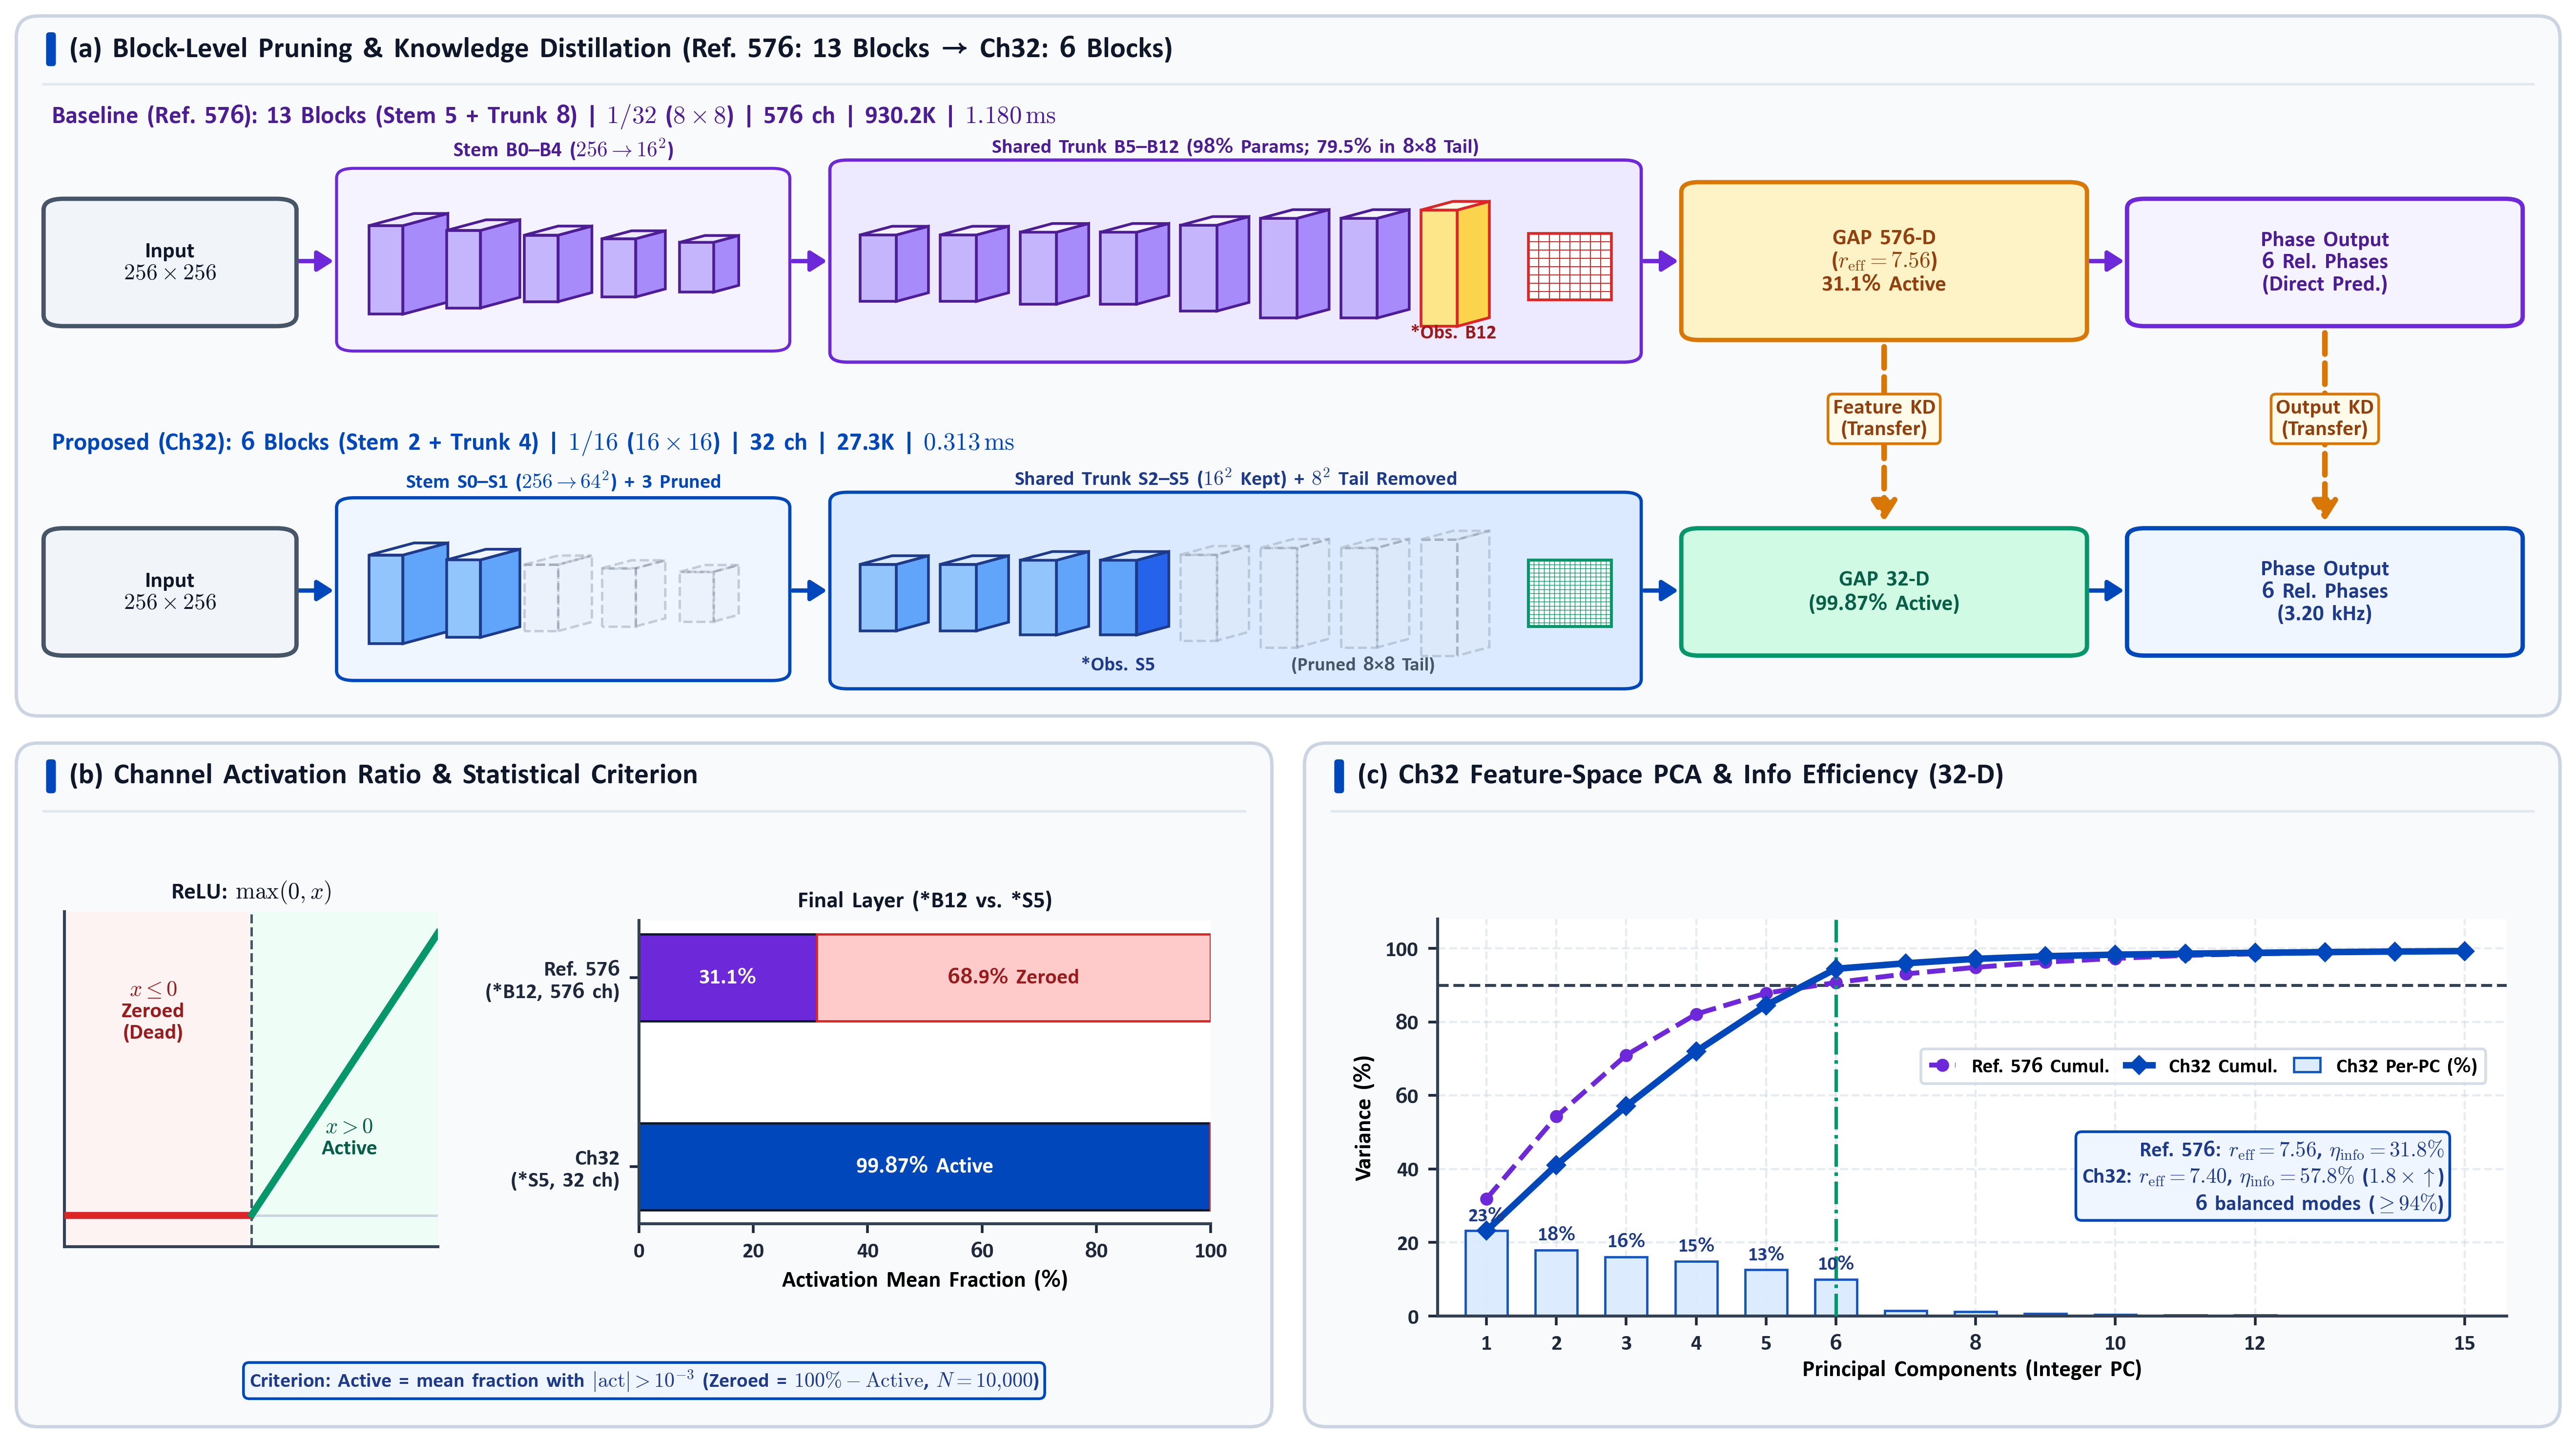 (a) Block-Level Pruning & Knowledge Distillation (Ref. 576: 13 Blocks → Ch32: 6 Blocks)
Baseline (Ref. 576): 13 Blocks (Stem 5 + Trunk 8) | 1/32 (8 × 8) | 576 ch | 930.2K | 1.180 ms
Stem B0–B4 (256 → 16²)
Shared Trunk B5–B12 (98% Params; 79.5% in 8×8 Tail)
Input
256 × 256
*Obs. B12
GAP 576-D
(r_eff = 7.56)
31.1% Active
Phase Output
6 Rel. Phases
(Direct Pred.)
Feature KD
(Transfer)
Output KD
(Transfer)
Proposed (Ch32): 6 Blocks (Stem 2 + Trunk 4) | 1/16 (16 × 16) | 32 ch | 27.3K | 0.313 ms
Stem S0–S1 (256 → 64²) + 3 Pruned
Shared Trunk S2–S5 (16² Kept) + 8² Tail Removed
Input
256 × 256
*Obs. S5
(Pruned 8×8 Tail)
GAP 32-D
(99.87% Active)
Phase Output
6 Rel. Phases
(3.20 kHz)
(b) Channel Activation Ratio & Statistical Criterion
ReLU: max(0, x)
x ≤ 0
Zeroed
(Dead)
x > 0
Active
Final Layer (*B12 vs. *S5)
Ref. 576
(*B12, 576 ch)
31.1%
68.9% Zeroed
Ch32
(*S5, 32 ch)
99.87% Active
0 20 40 60 80 100
Activation Mean Fraction (%)
Criterion: Active = mean fraction with |act| > 10⁻³ (Zeroed = 100% − Active, N = 10,000)
(c) Ch32 Feature-Space PCA & Info Efficiency (32-D)
Variance (%)
100
80
60
40
20
0
Ref. 576 Cumul. Ch32 Cumul. Ch32 Per-PC (%)
Ref. 576: r_eff = 7.56, η_info = 31.8%
Ch32: r_eff = 7.40, η_info = 57.8% (1.8 × ↑)
6 balanced modes (≥ 94%)
23% 18% 16% 15% 13% 10%
1 2 3 4 5 6 8 10 12 15
Principal Components (Integer PC)